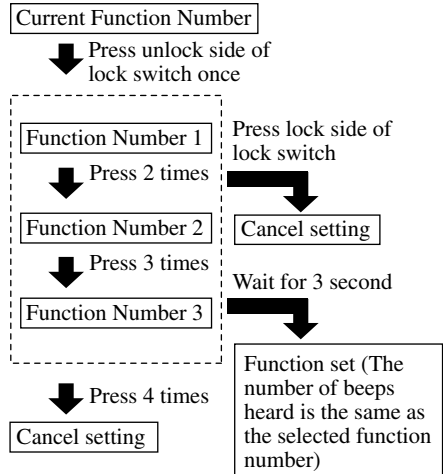 Current Function Number
Press unlock side of
lock switch once
Function Number 1
Press lock side of
lock switch
Press 2 times
Function Number 2
Cancel setting
Press 3 times
Wait for 3 second
Function Number 3
Press 4 times
Cancel setting
Function set (The
number of beeps
heard is the same as
the selected function
number)